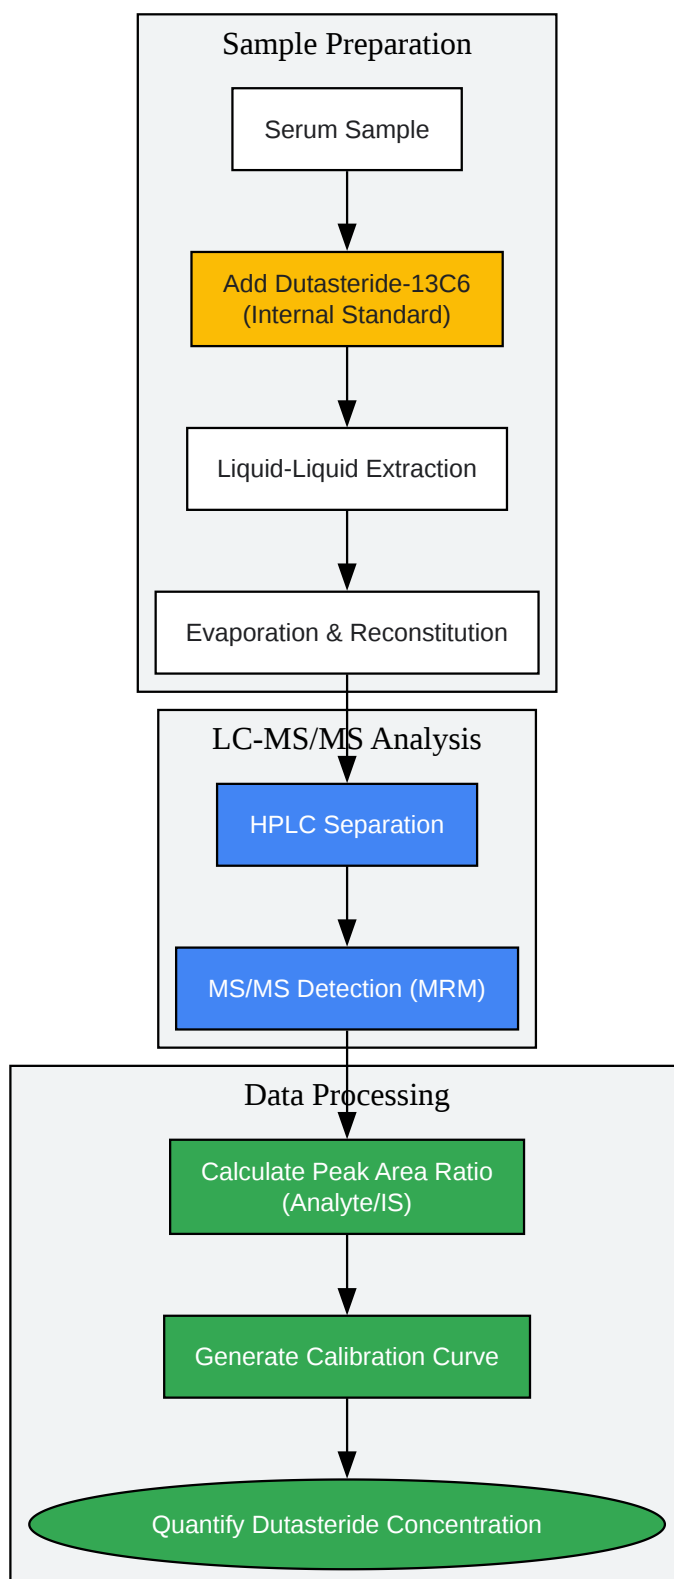 Sample Preparation
Serum Sample
Add Dutasteride-13C6
(Internal Standard)
Liquid-Liquid Extraction
Evaporation & Reconstitution
LC-MS/MS Analysis
HPLC Separation
MS/MS Detection (MRM)
Data Processing
Calculate Peak Area Ratio
(Analyte/IS)
Generate Calibration Curve
Quantify Dutasteride Concentration